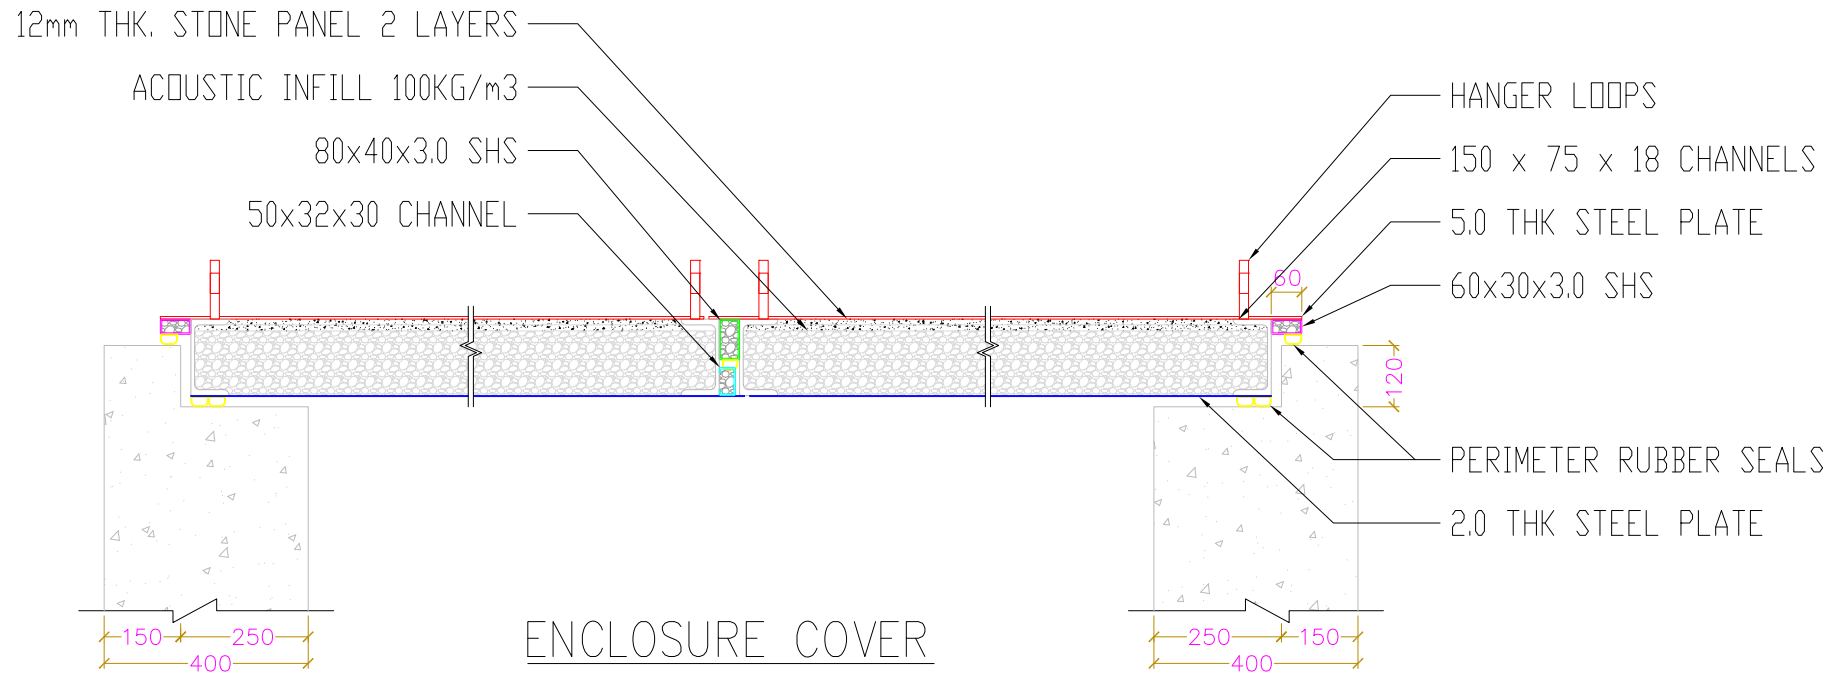 12mm THK. STONE PANEL 2 LAYERS
ACOUSTIC INFILL 100KG/m3
80x40x3.0 SHS
50x32x30 CHANNEL
HANGER LOOPS
150 x 75 x 18 CHANNELS
5.0 THK STEEL PLATE
60x30x3.0 SHS
60
120
PERIMETER RUBBER SEALS
2.0 THK STEEL PLATE
150
250
400
ENCLOSURE COVER
250
150
400